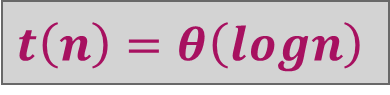 t(n) = θ(logn)